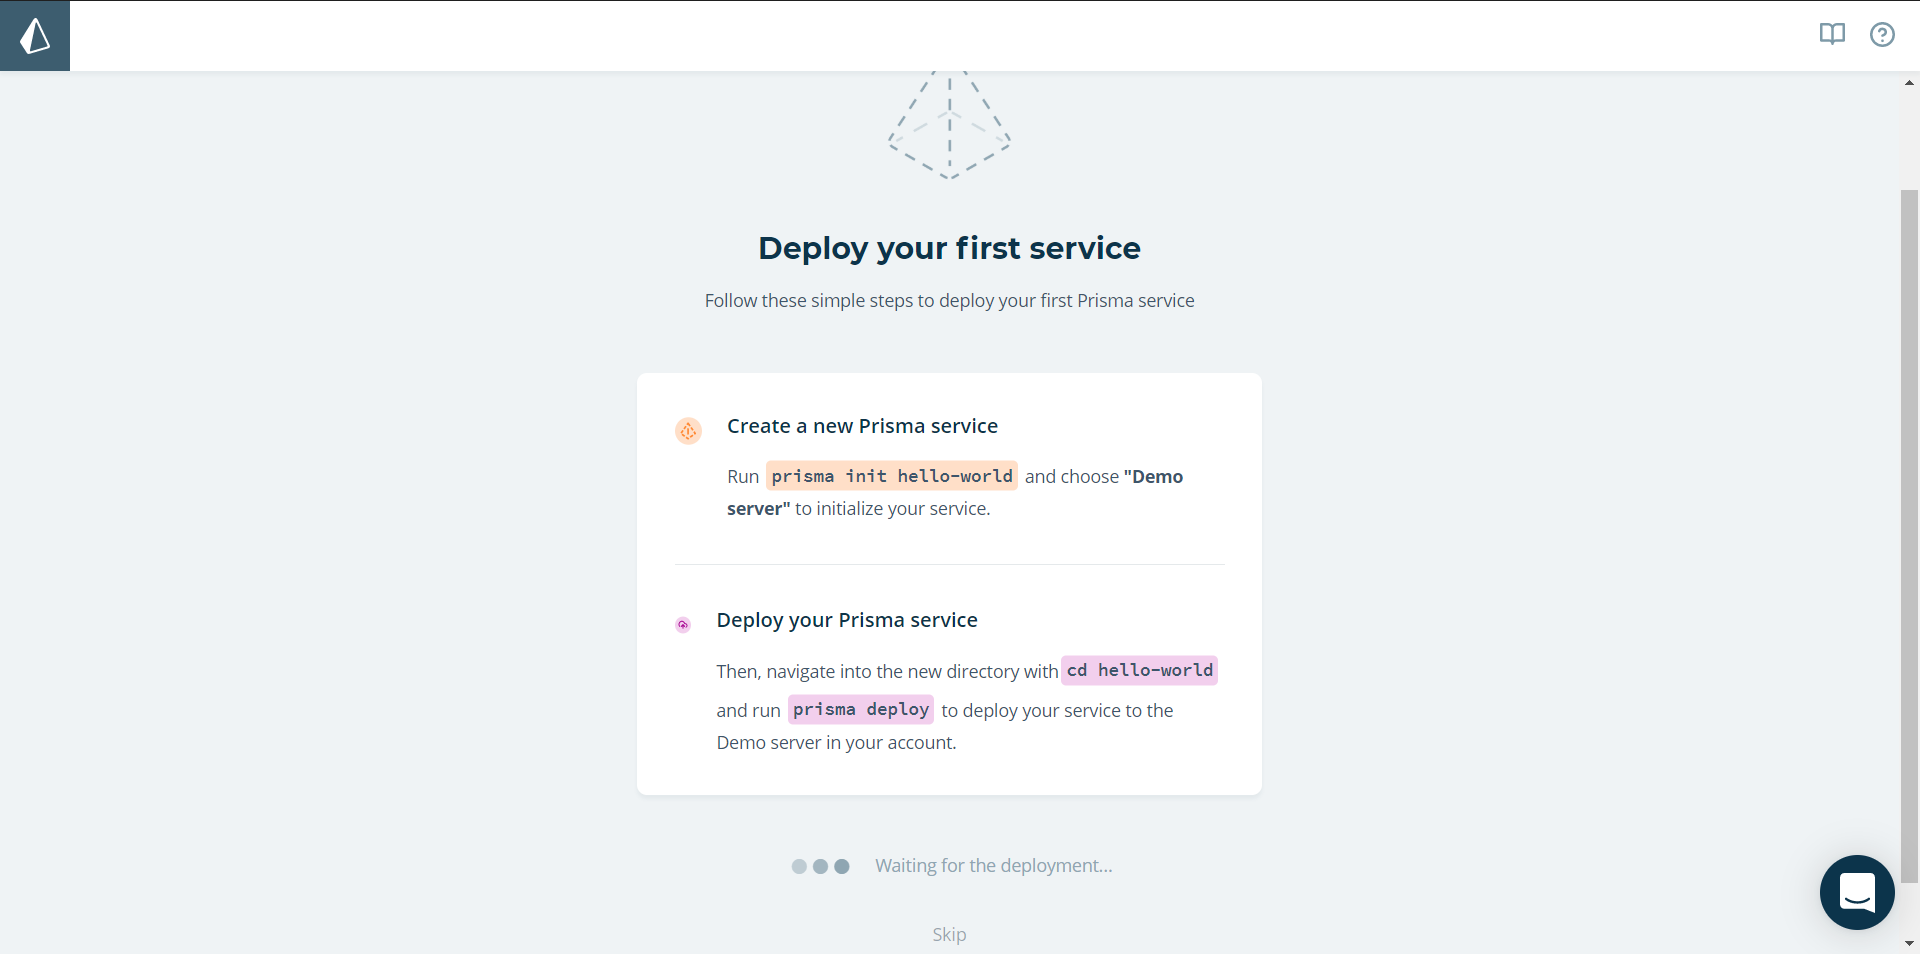 Deploy your first service
Follow these simple steps to deploy your first Prisma service
Create a new Prisma service
Run prisma init hello-world and choose "Demo
server" to initialize your service.
Deploy your Prisma service
Then, navigate into the new directory with cd hello-world
and run prisma deploy to deploy your service to the
Demo server in your account.
Waiting for the deployment...
Skip